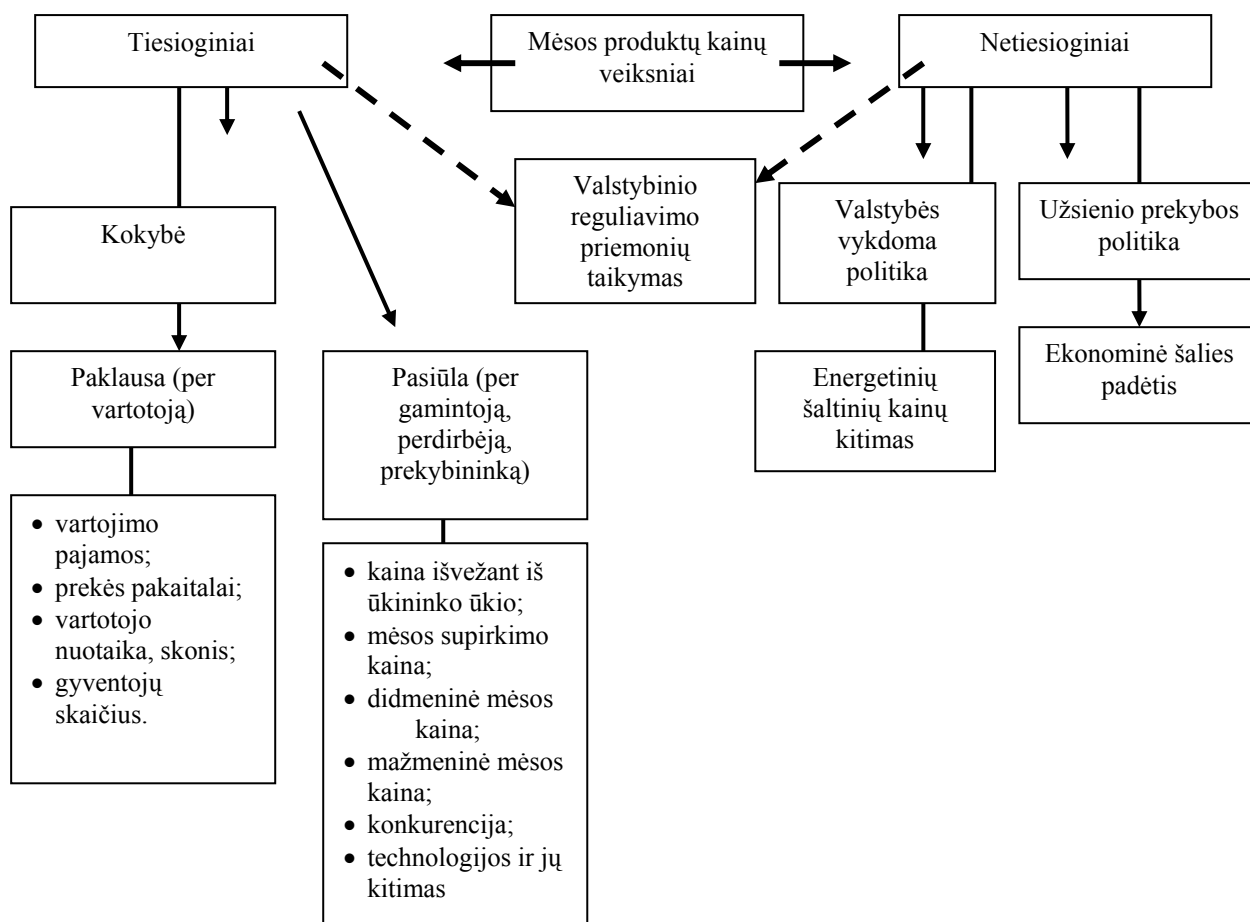 Tiesioginiai
Mėsos produktų kainų
veiksniai
Netiesioginiai
Valstybinio
reguliavimo
priemonių
taikymas
Kokybė
Valstybės
vykdoma
politika
Užsienio prekybos
politika
Paklausa (per
vartotoją)
Pasiūla (per
gamintoją,
perdirbėją,
prekybininką)
Energetinių
šaltinių kainų
kitimas
Ekonominė šalies
padėtis
• vartojimo
pajamos;
• prekės pakaitalai;
• vartotojo
nuotaika, skonis;
• gyventojų
skaičius.
• kaina išvežant iš
ūkininko ūkio;
• mėsos supirkimo
kaina;
• didmeninė mėsos
kaina;
• mažmeninė mėsos
kaina;
• konkurencija;
• technologijos ir jų
kitimas